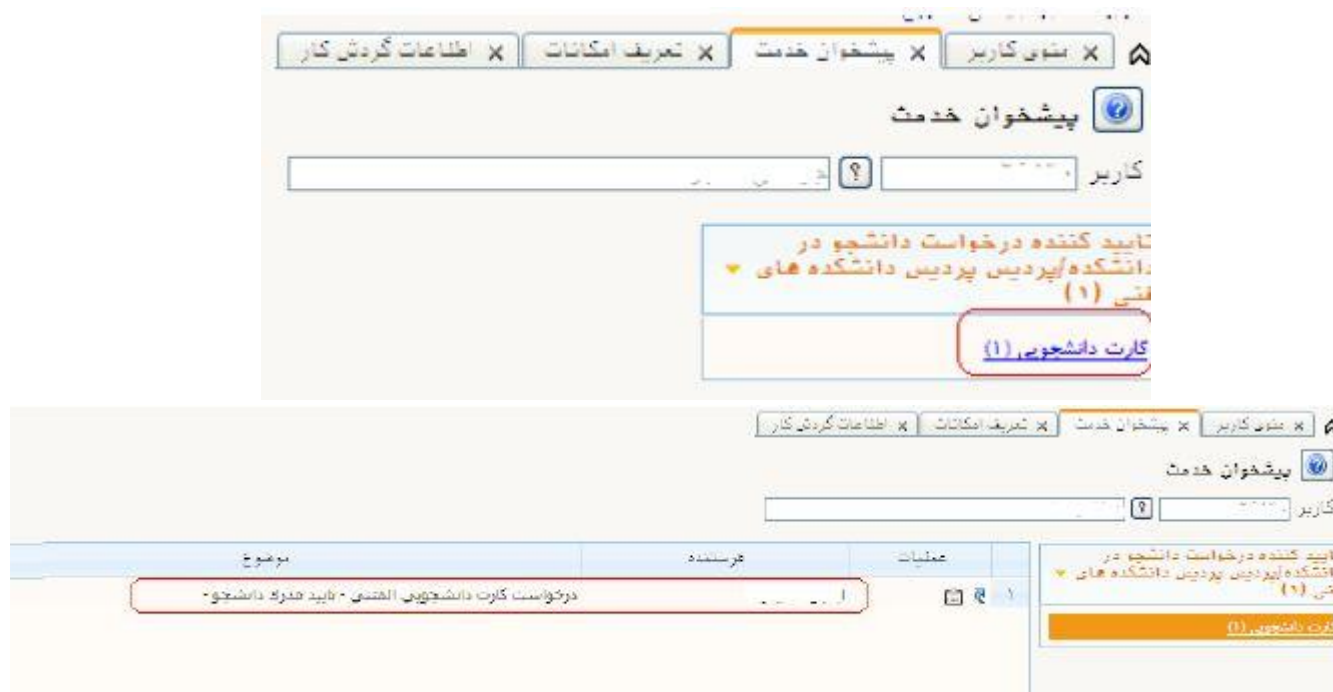 منوی کاربر
پیشخوان خدمت
تعریف امکانات
اطلاعات گردش کار
پیشخوان خدمت
کاربر
؟
تایید کننده درخواست دانشجو در
دانشکده/پردیس پردیس دانشکده های
فنی (۱)
کارت دانشجویی (۱)
منوی کاربر
پیشخوان خدمت
تعریف امکانات
اطلاعات گردش کار
پیشخوان خدمت
کاربر
؟
تایید کننده درخواست دانشجو در
دانشکده/پردیس پردیس دانشکده های
فنی (۱)
کارت دانشجویی (۱)
عملیات
فرستنده
موضوع
۱
درخواست کارت دانشجویی المثنی - تایید مدرک دانشجو -